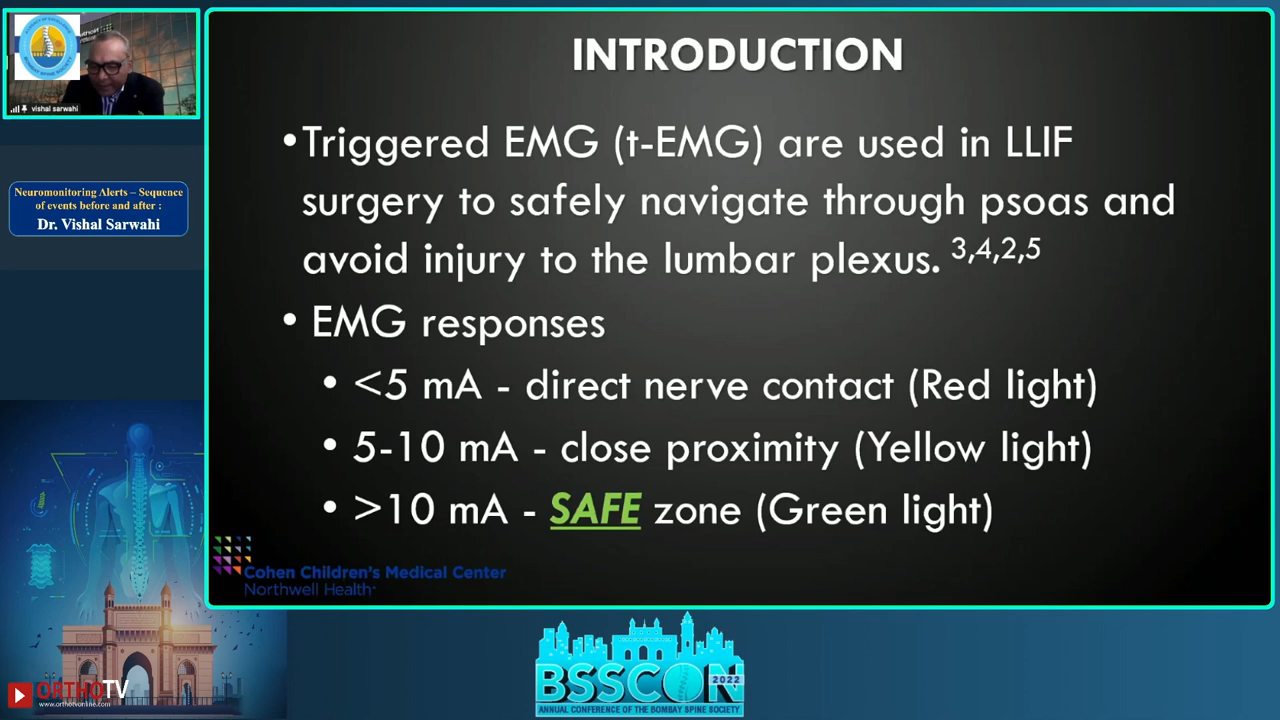 vishal sarwahi
Neuromonitoring Alerts – Sequence
of events before and after :
Dr. Vishal Sarwahi
INTRODUCTION
•Triggered EMG (t-EMG) are used in LLIF
surgery to safely navigate through psoas and
avoid injury to the lumbar plexus. 3,4,2,5
• EMG responses
• <5 mA - direct nerve contact (Red light)
• 5-10 mA - close proximity (Yellow light)
• >10 mA - SAFE zone (Green light)
Cohen Children's Medical Center
Northwell Health
ORTHOTV
www.orthotvonline.com
BSSCON
2022
ANNUAL CONFERENCE OF THE BOMBAY SPINE SOCIETY